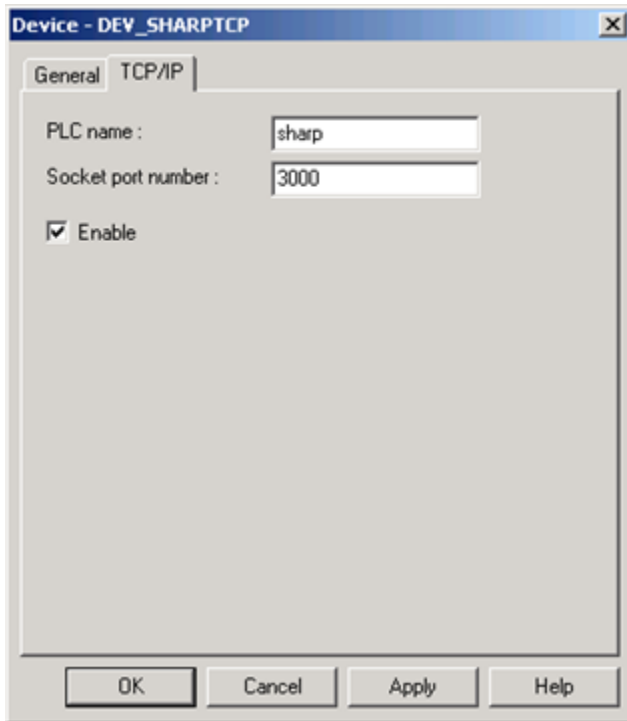 Device - DEV_SHARPTCP
General TCP/IP
PLC name : sharp
Socket port number : 3000
Enable
OK Cancel Apply Help